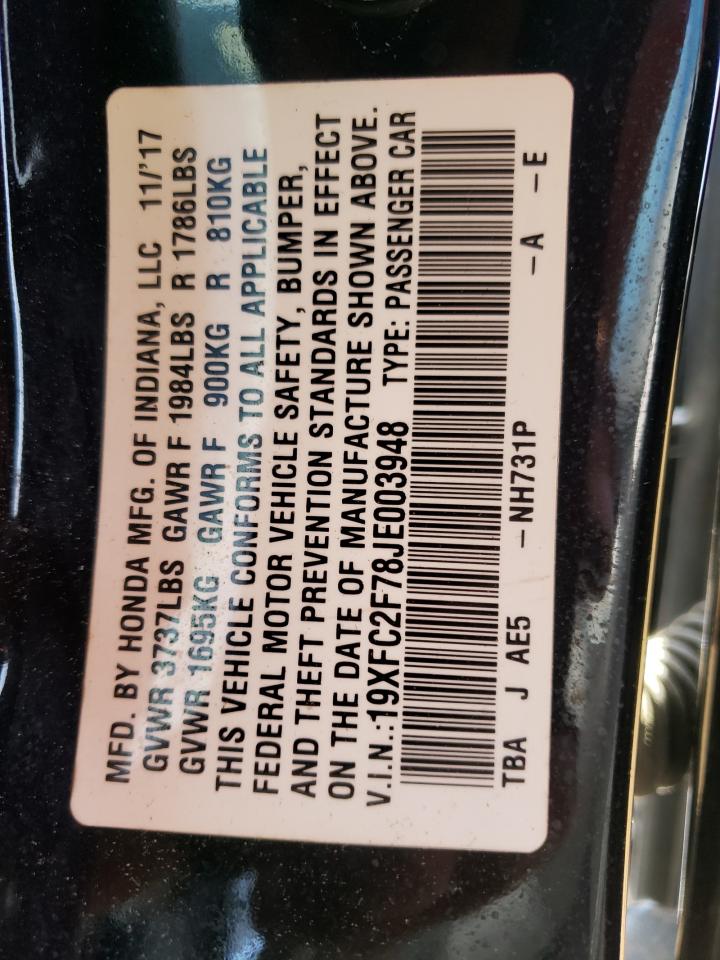 MFD. BY HONDA MFG. OF INDIANA, LLC 11/'17
GVWR 3737LBS GAWR F 1984LBS R 1786LBS
GVWR 1695KG GAWR F 900KG R 810KG
THIS VEHICLE CONFORMS TO ALL APPLICABLE
FEDERAL MOTOR VEHICLE SAFETY, BUMPER,
AND THEFT PREVENTION STANDARDS IN EFFECT
ON THE DATE OF MANUFACTURE SHOWN ABOVE.
V.I.N.:19XFC2F78JE003948 TYPE: PASSENGER CAR
TBA J AE5 –NH731P –A –E